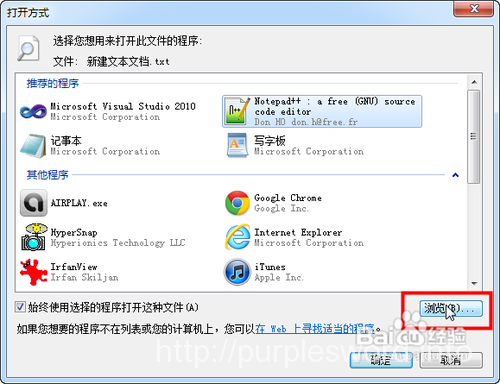 打开方式
选择您想用来打开此文件的程序:
文件: 新建文本文档.txt
推荐的程序
Microsoft Visual Studio 2010
Microsoft Corporation
Notepad++ : a free (GNU) source
code editor
Don HO don.h@free.fr
记事本
Microsoft Corporation
写字板
Microsoft Corporation
其他程序
AIRPLAY.exe
Google Chrome
Google Inc.
HyperSnap
Hyperionics Technology LLC
Internet Explorer
Microsoft Corporation
IrfanView
Irfan Skiljan
iTunes
Apple Inc.
始终使用选择的程序打开这种文件(A)
浏览(B)...
如果您想要的程序不在列表或您的计算机上,您可以在 Web 上寻找适当的程序。
Baidu经验
确定
取消